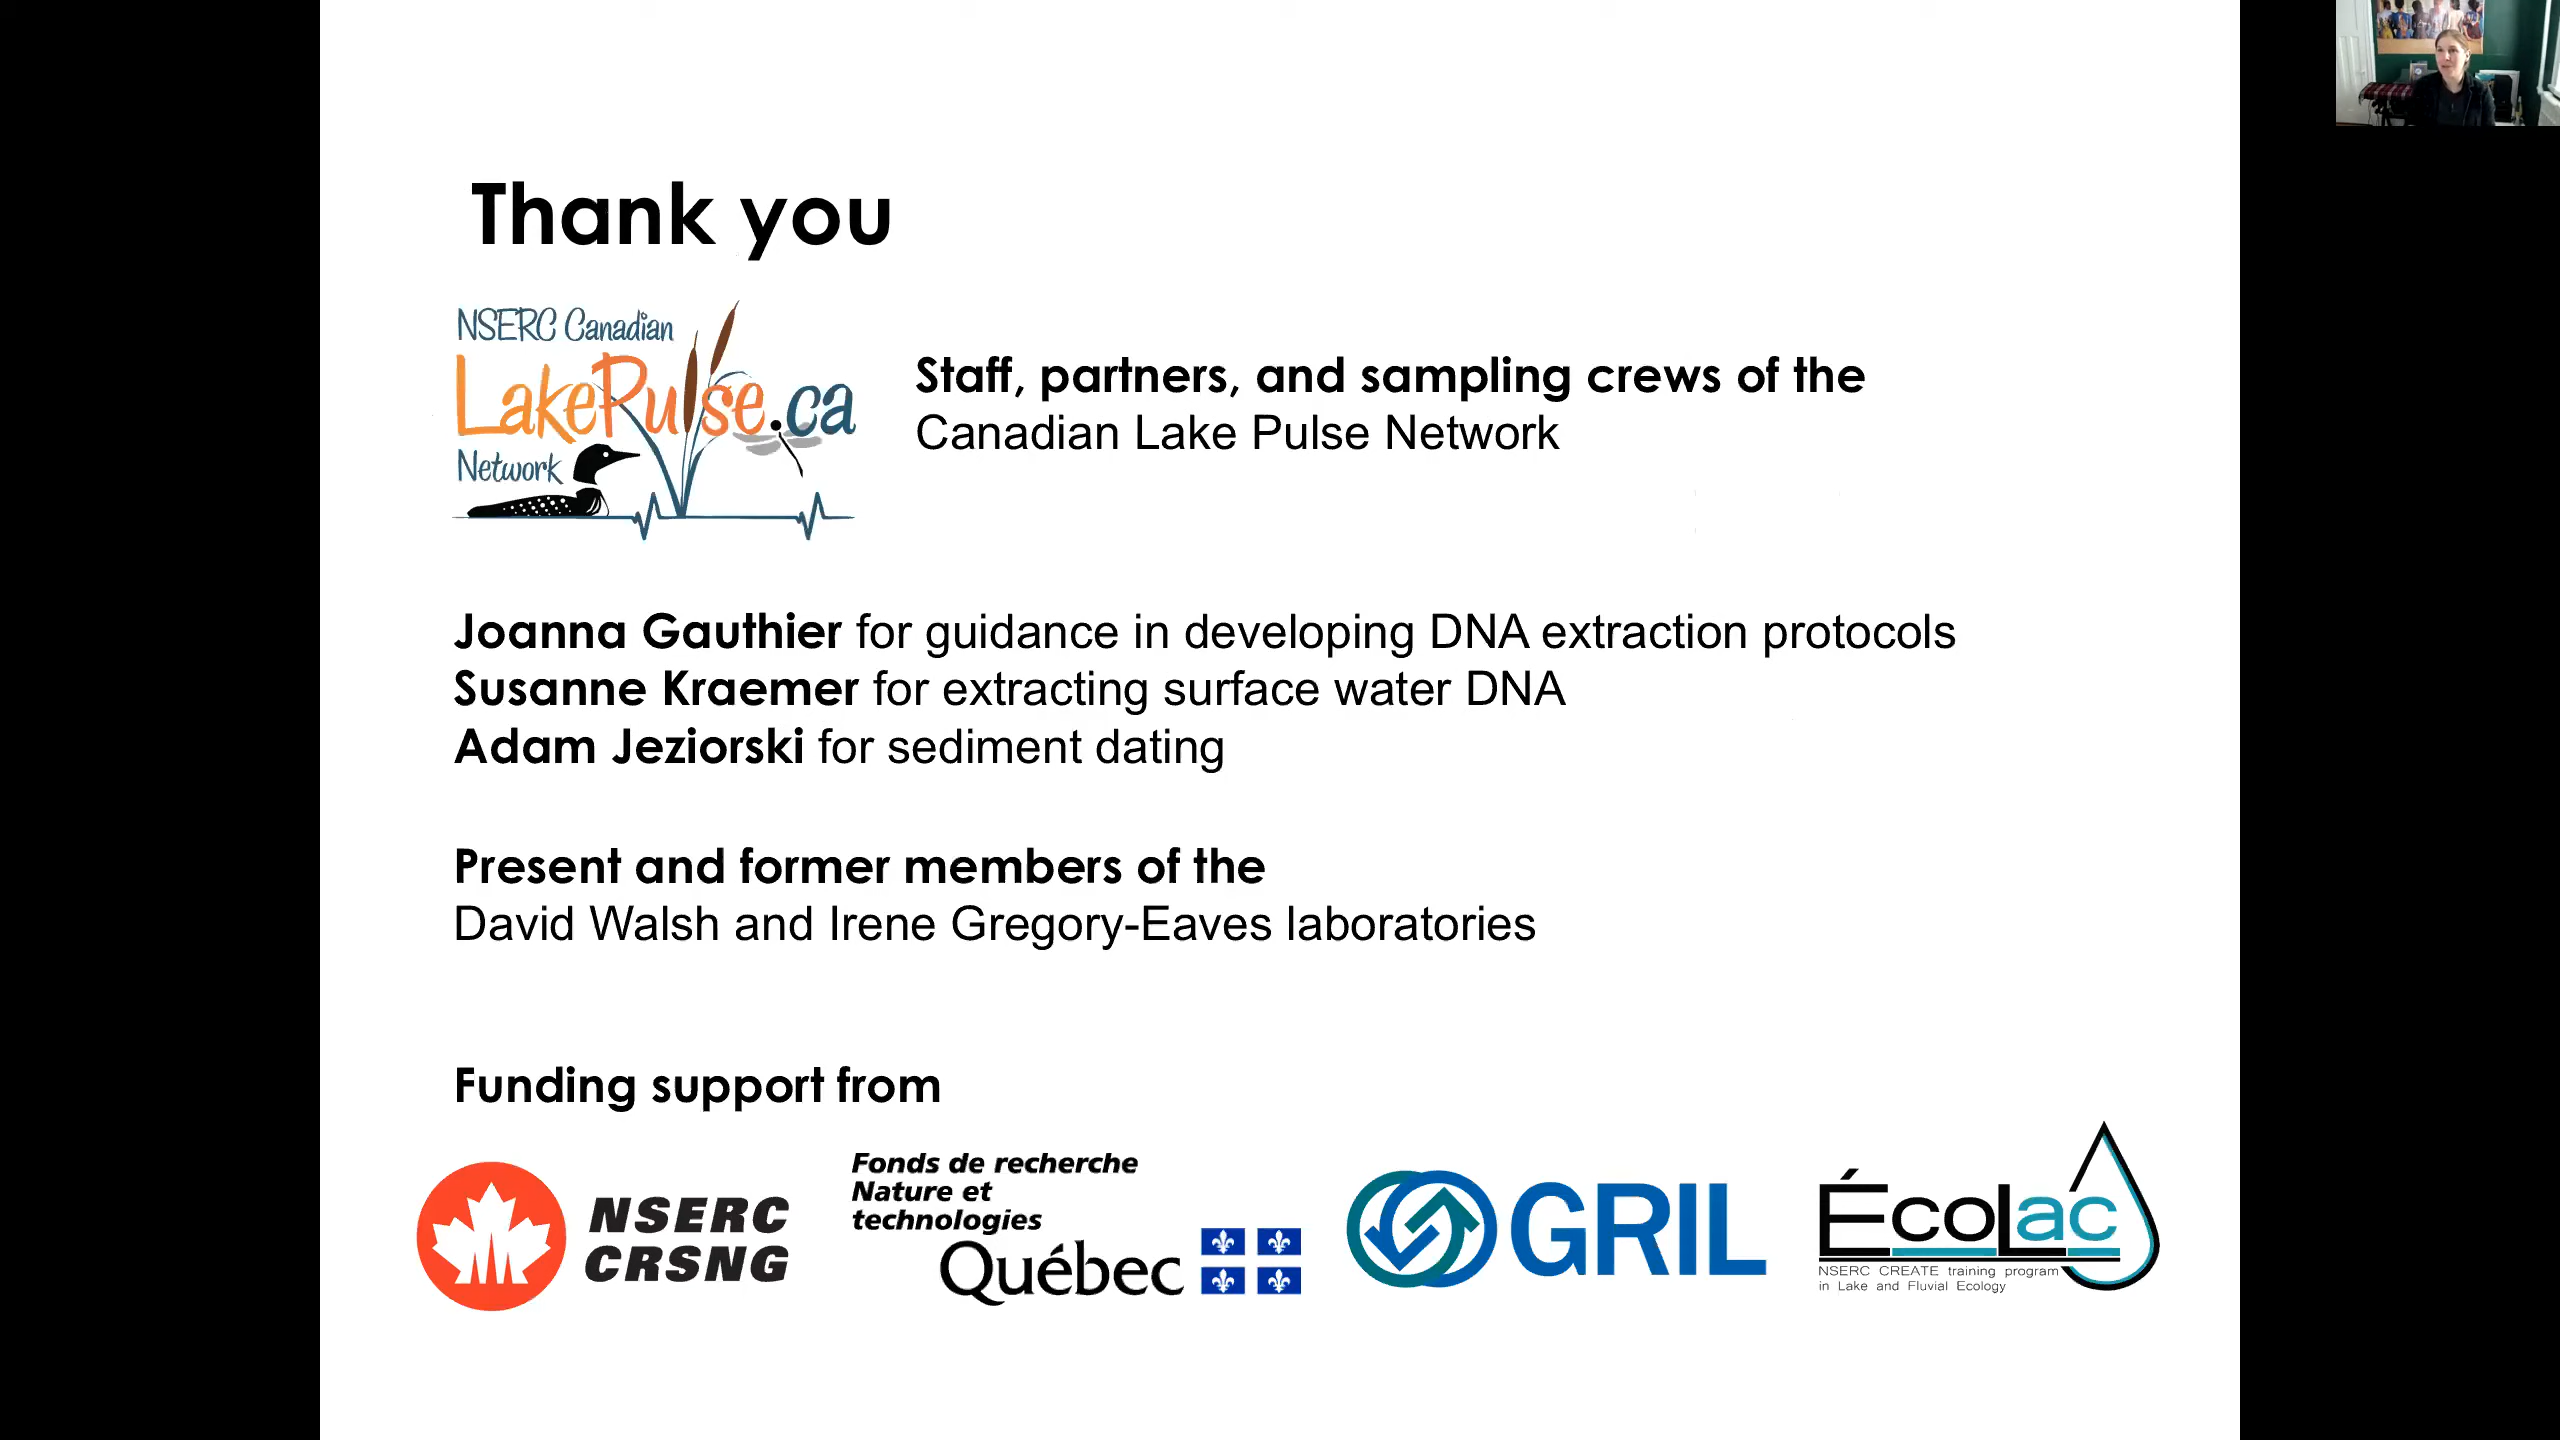 Thank you
NSERC Canadian
LakePulse.ca
Network
Staff, partners, and sampling crews of the
Canadian Lake Pulse Network
Joanna Gauthier for guidance in developing DNA extraction protocols
Susanne Kraemer for extracting surface water DNA
Adam Jeziorski for sediment dating
Present and former members of the
David Walsh and Irene Gregory-Eaves laboratories
Funding support from
NSERC
CRSNG
Fonds de recherche
Nature et
technologies
Québec
GRIL
ÉcoLac
NSERC CREATE training program
in Lake and Fluvial Ecology